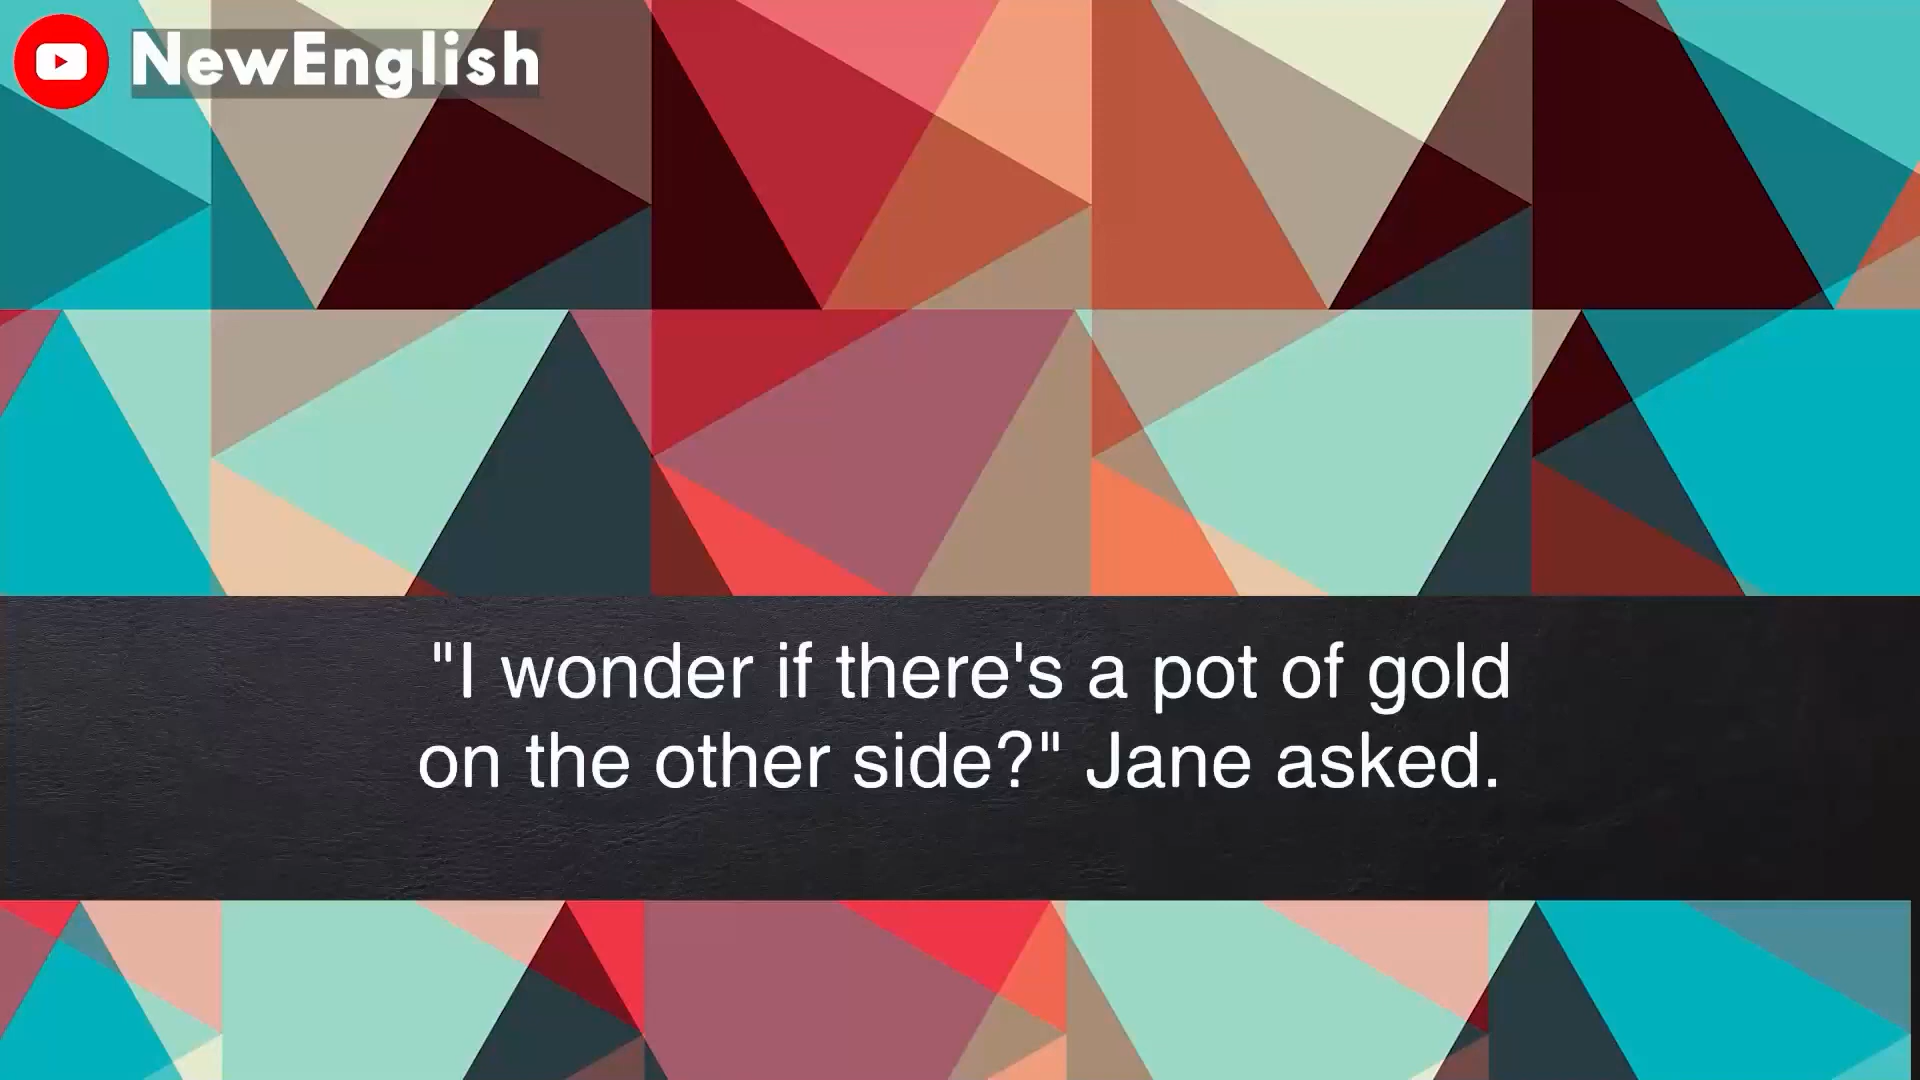 NewEnglish
"I wonder if there's a pot of gold
on the other side?" Jane asked.